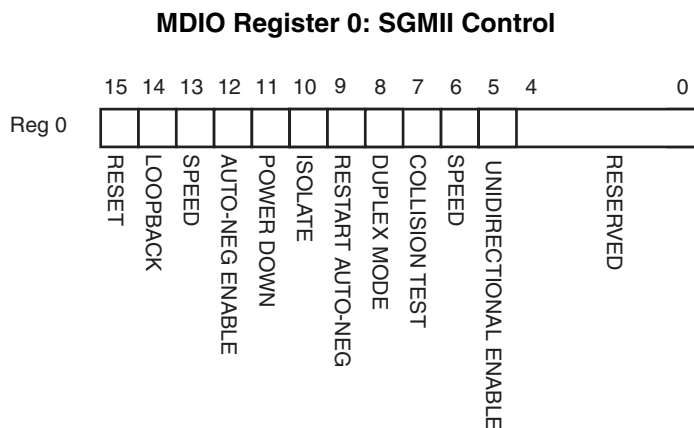 MDIO Register 0: SGMII Control
15 14 13 12 11 10 9 8 7 6 5 4 0
Reg 0
RESET
LOOPBACK
SPEED
AUTO-NEG ENABLE
POWER DOWN
ISOLATE
RESTART AUTO-NEG
DUPLEX MODE
COLLISION TEST
SPEED
UNIDIRECTIONAL ENABLE
RESERVED